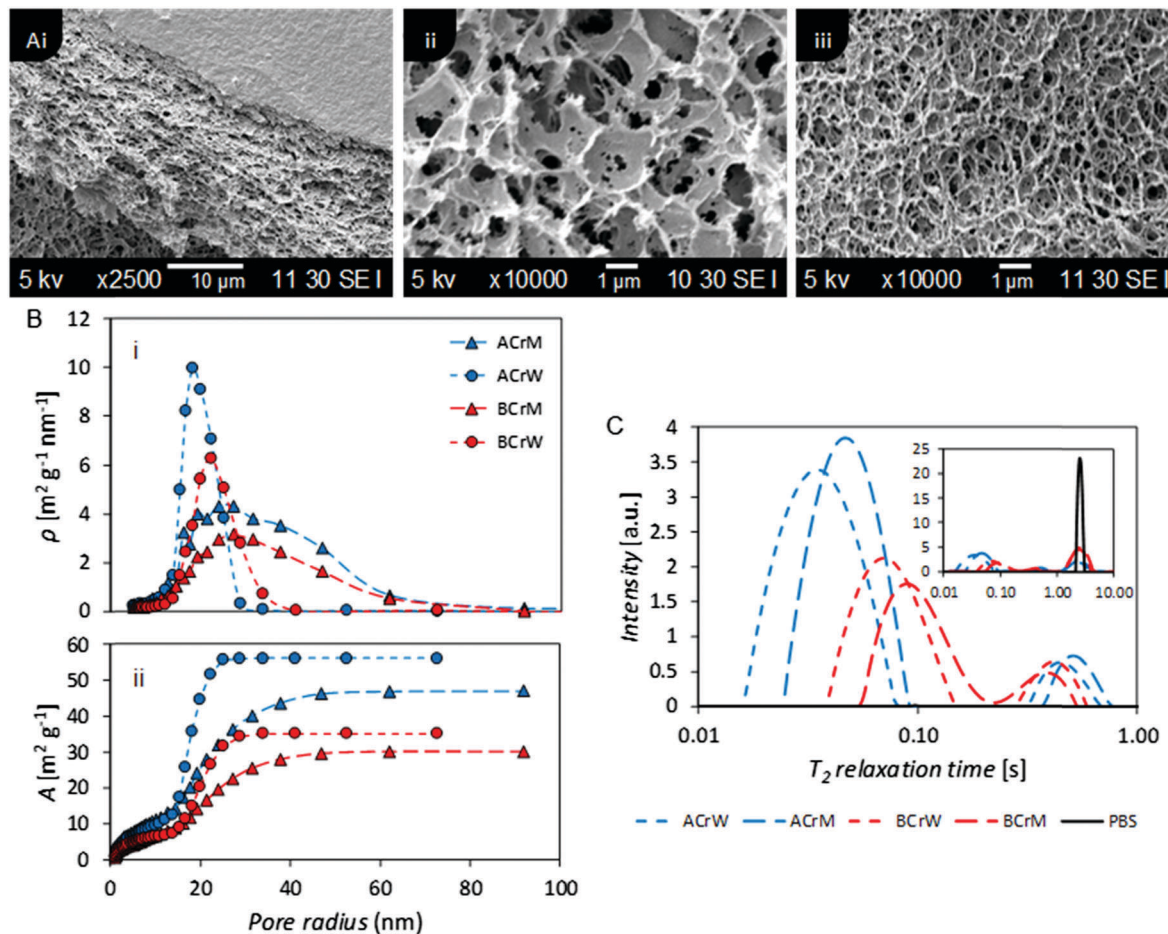 Ai
5 kv x2500 10 µm 11 30 SE I
ii
5 kv x10000 1 µm 10 30 SE I
iii
5 kv x10000 1 µm 11 30 SE I
B
i
12
10
8
6
4
2
0
ρ [m² g⁻¹ nm⁻¹]
ACrM
ACrW
BCrM
BCrW
ii
60
50
40
30
20
10
0
A [m² g⁻¹]
0 20 40 60 80 100
Pore radius (nm)
C
4
3.5
3
2.5
2
1.5
1
0.5
0
Intensity [a.u.]
25
20
15
10
5
0
0.01 0.10 1.00 10.00
0.01 0.10 1.00
T₂ relaxation time [s]
ACrW ACrM BCrW BCrM PBS